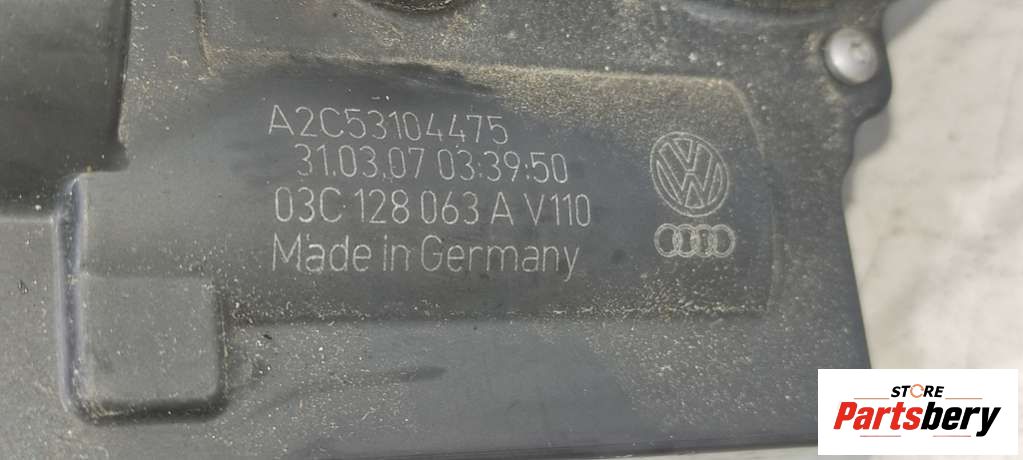 A2C53104475
31.03.07 03:39:50
03C 128 063 A V110
Made in Germany
STORE
Partsbery